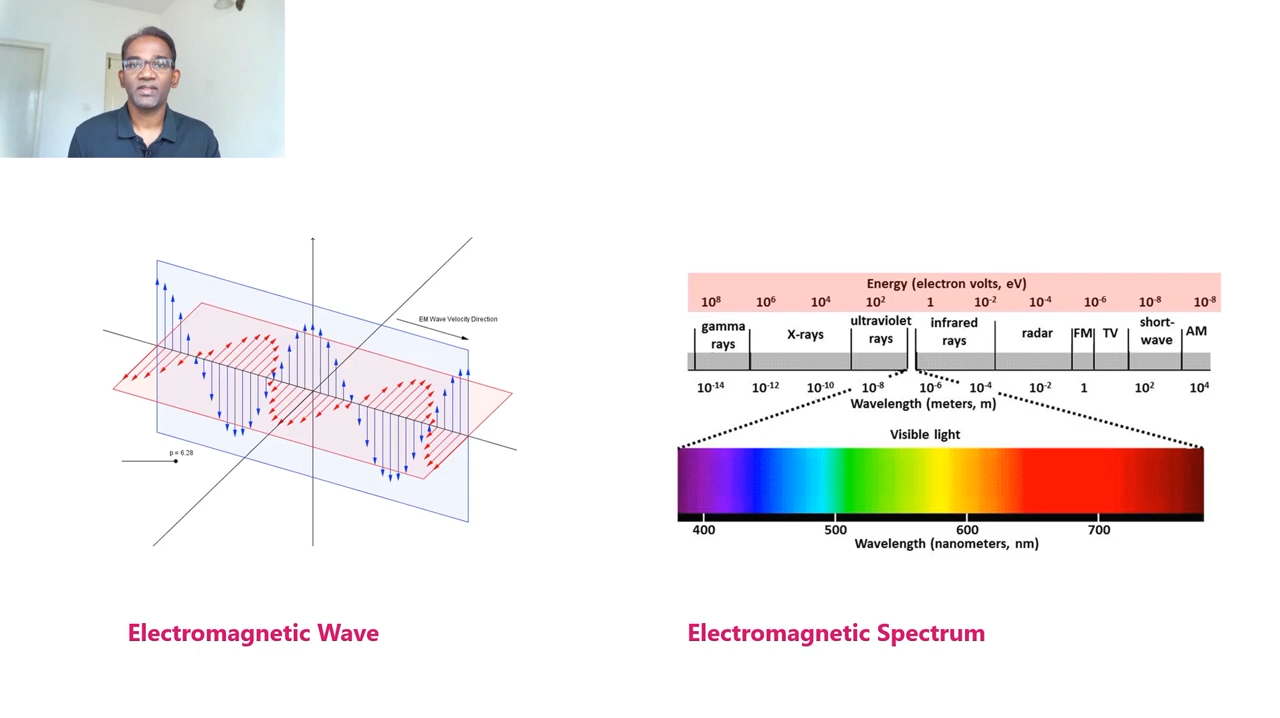 EM Wave Velocity Direction
p = 6.28
Electromagnetic Wave
Energy (electron volts, eV)
10⁸ 10⁶ 10⁴ 10² 1 10⁻² 10⁻⁴ 10⁻⁶ 10⁻⁸ 10⁻⁸
gamma rays X-rays ultraviolet rays infrared rays radar FM TV short-wave AM
10⁻¹⁴ 10⁻¹² 10⁻¹⁰ 10⁻⁸ 10⁻⁶ 10⁻⁴ 10⁻² 1 10² 10⁴
Wavelength (meters, m)
Visible light
400 500 600 700
Wavelength (nanometers, nm)
Electromagnetic Spectrum